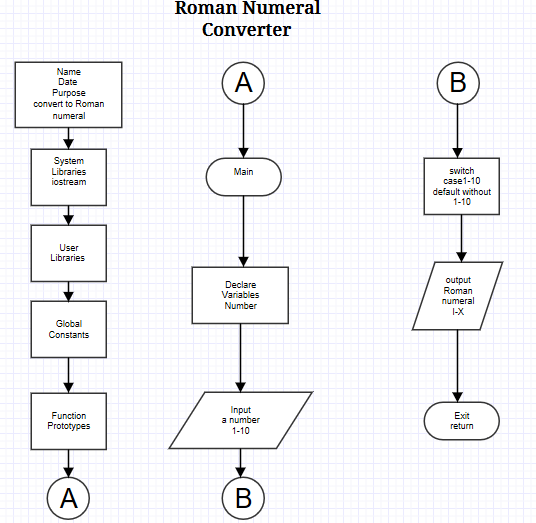 Roman Numeral
Converter
Name
Date
Purpose
convert to Roman
numeral
System
Libraries
iostream
User
Libraries
Global
Constants
Function
Prototypes
A
A
Main
Declare
Variables
Number
Input
a number
1-10
B
B
switch
case1-10
default without
1-10
output
Roman
numeral
I-X
Exit
return